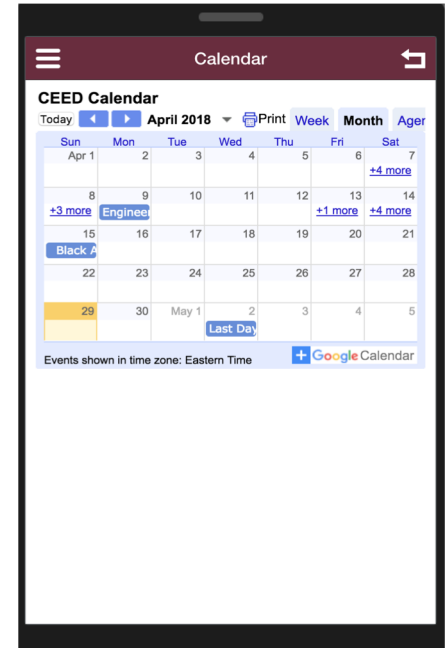 Calendar
CEED Calendar
Today April 2018 Print Week Month Agen
Sun Mon Tue Wed Thu Fri Sat
Apr 1 2 3 4 5 6 7
+4 more
8 9 10 11 12 13 14
+3 more Enginee +1 more +4 more
15 16 17 18 19 20 21
Black A
22 23 24 25 26 27 28
29 30 May 1 2 3 4 5
Last Day
Events shown in time zone: Eastern Time
+ Google Calendar